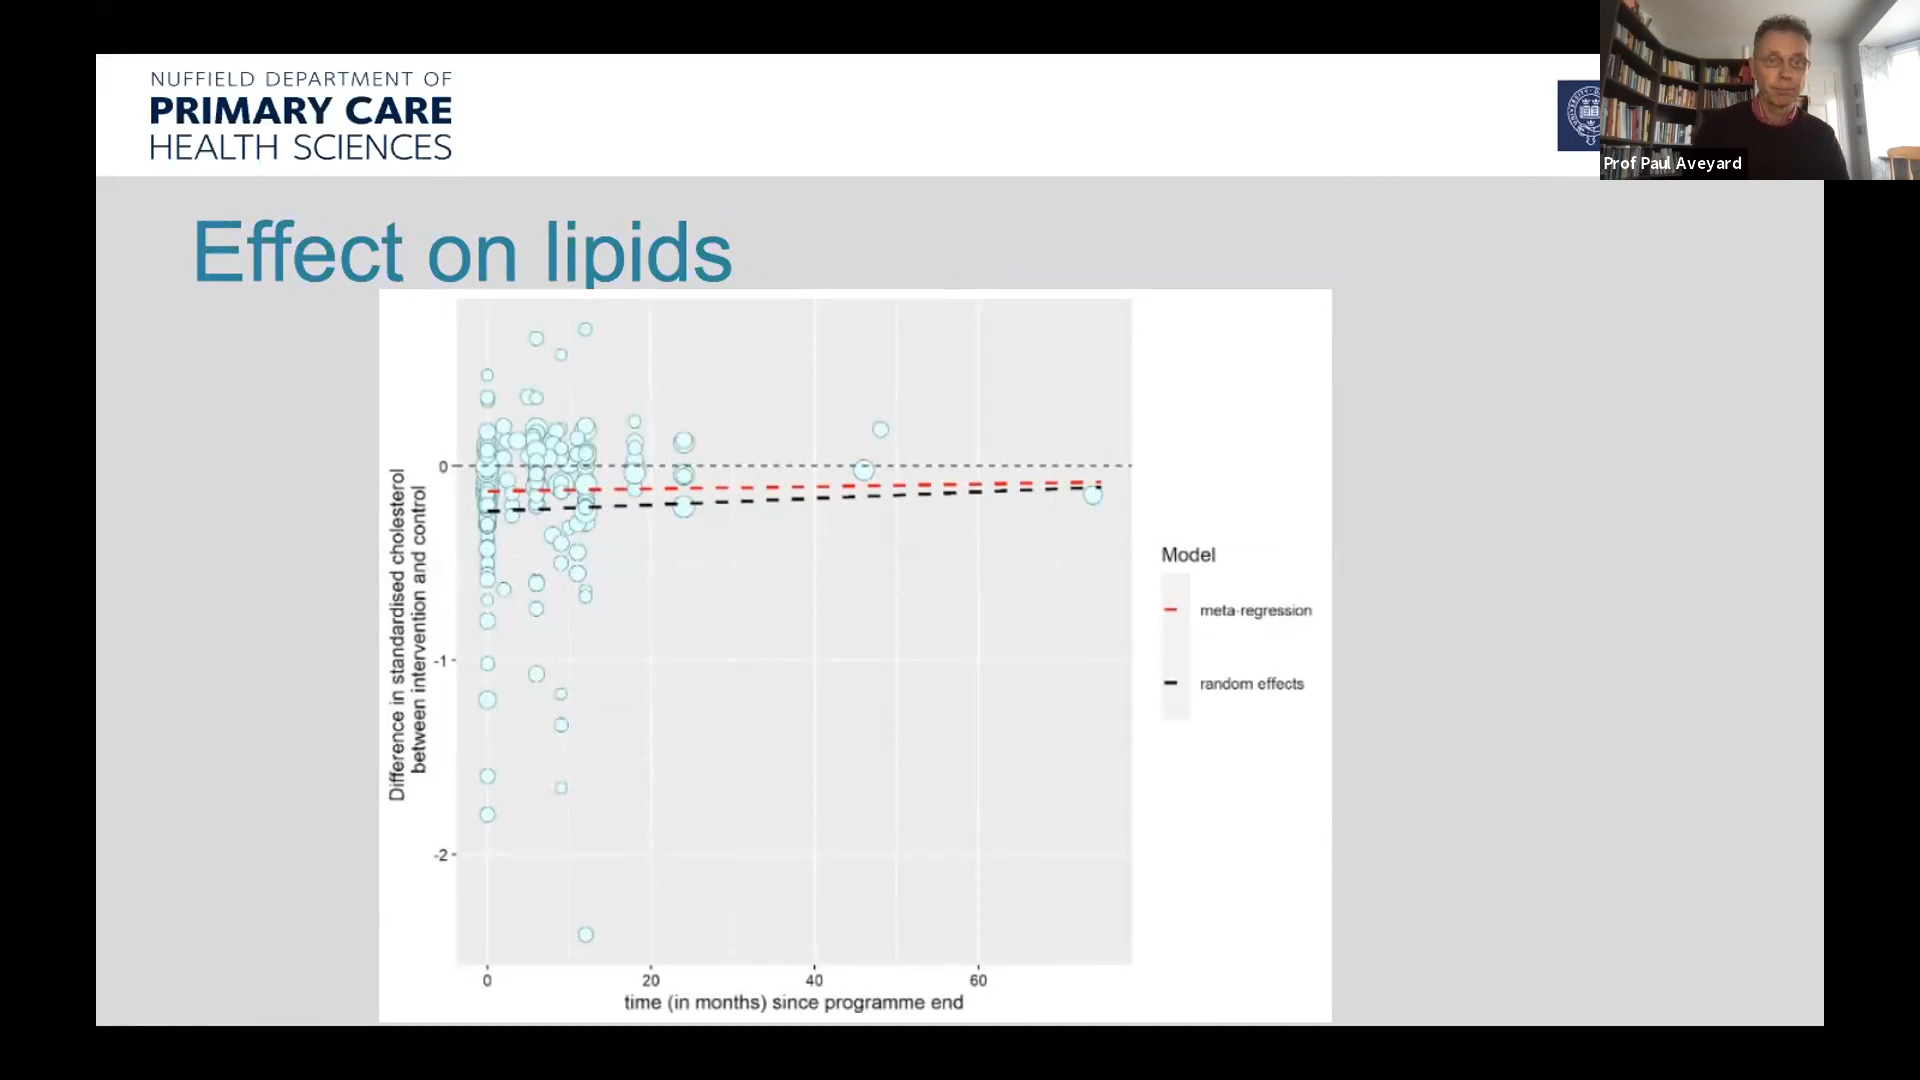 NUFFIELD DEPARTMENT OF
PRIMARY CARE
HEALTH SCIENCES
Prof Paul Aveyard
Effect on lipids
Difference in standardised cholesterol
between intervention and control
0
-1
-2
0
20
40
60
time (in months) since programme end
Model
meta-regression
random effects